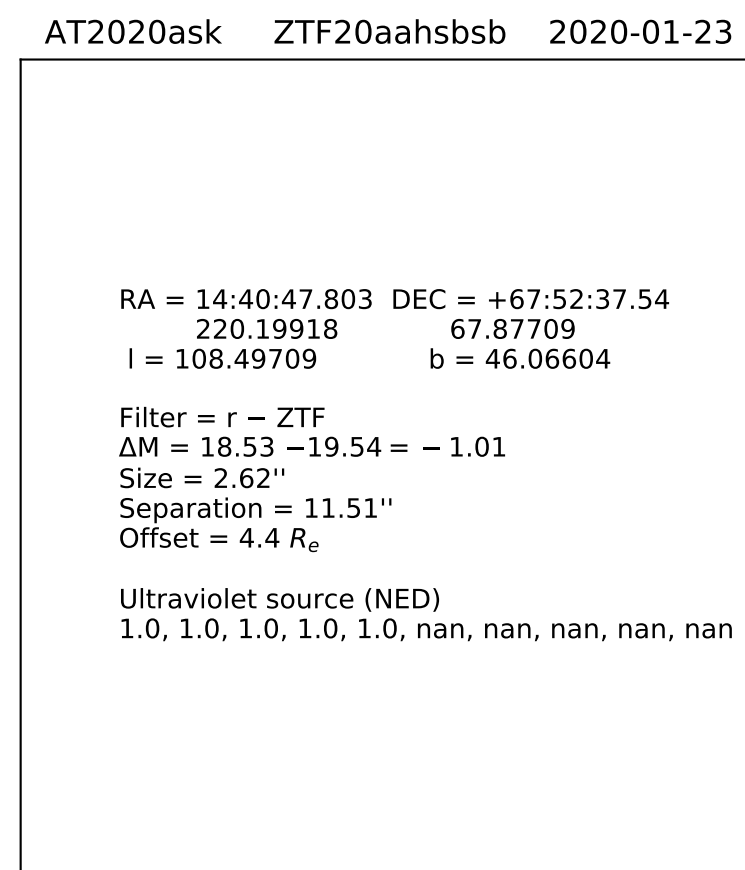 AT2020ask ZTF20aahsbsb 2020-01-23
RA = 14:40:47.803 DEC = +67:52:37.54
220.19918 67.87709
l = 108.49709 b = 46.06604
Filter = r − ZTF
ΔM = 18.53 −19.54 = − 1.01
Size = 2.62''
Separation = 11.51''
Offset = 4.4 Rₑ
Ultraviolet source (NED)
1.0, 1.0, 1.0, 1.0, 1.0, nan, nan, nan, nan, nan